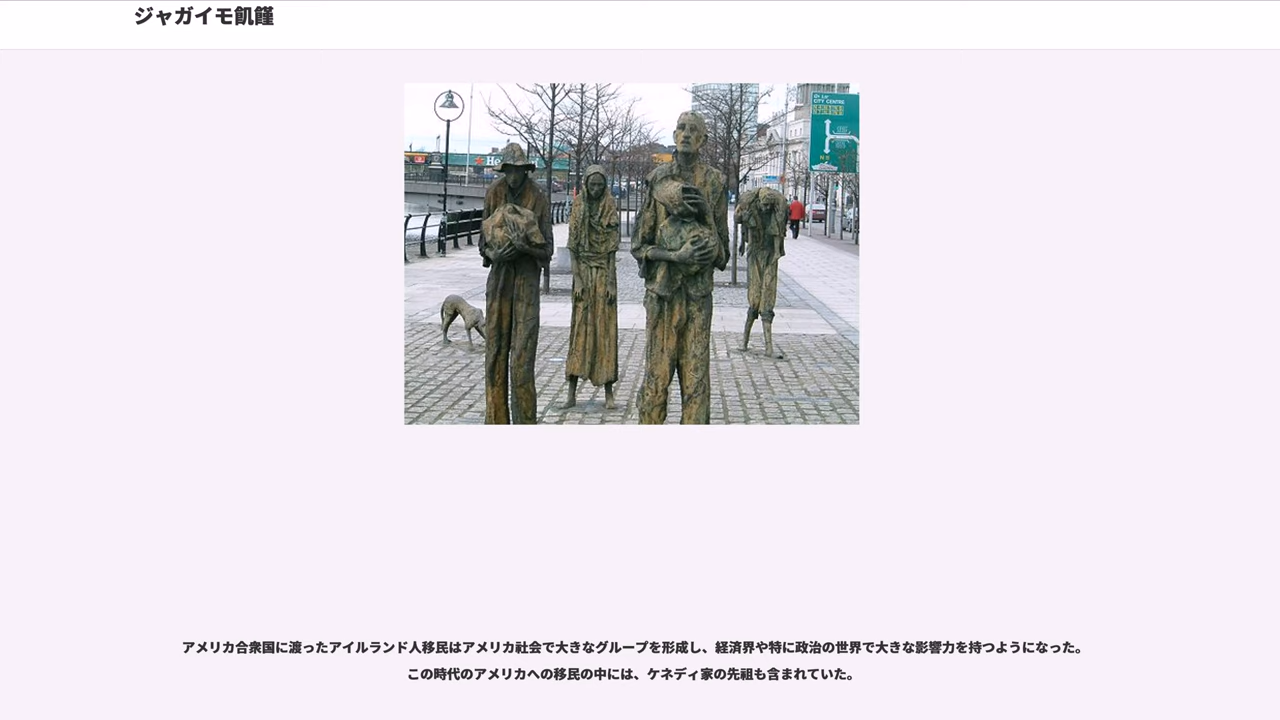 ジャガイモ飢饉
CITY CENTRE
アメリカ合衆国に渡ったアイルランド人移民はアメリカ社会で大きなグループを形成し、経済界や特に政治の世界で大きな影響力を持つようになった。
この時代のアメリカへの移民の中には、ケネディ家の先祖も含まれていた。